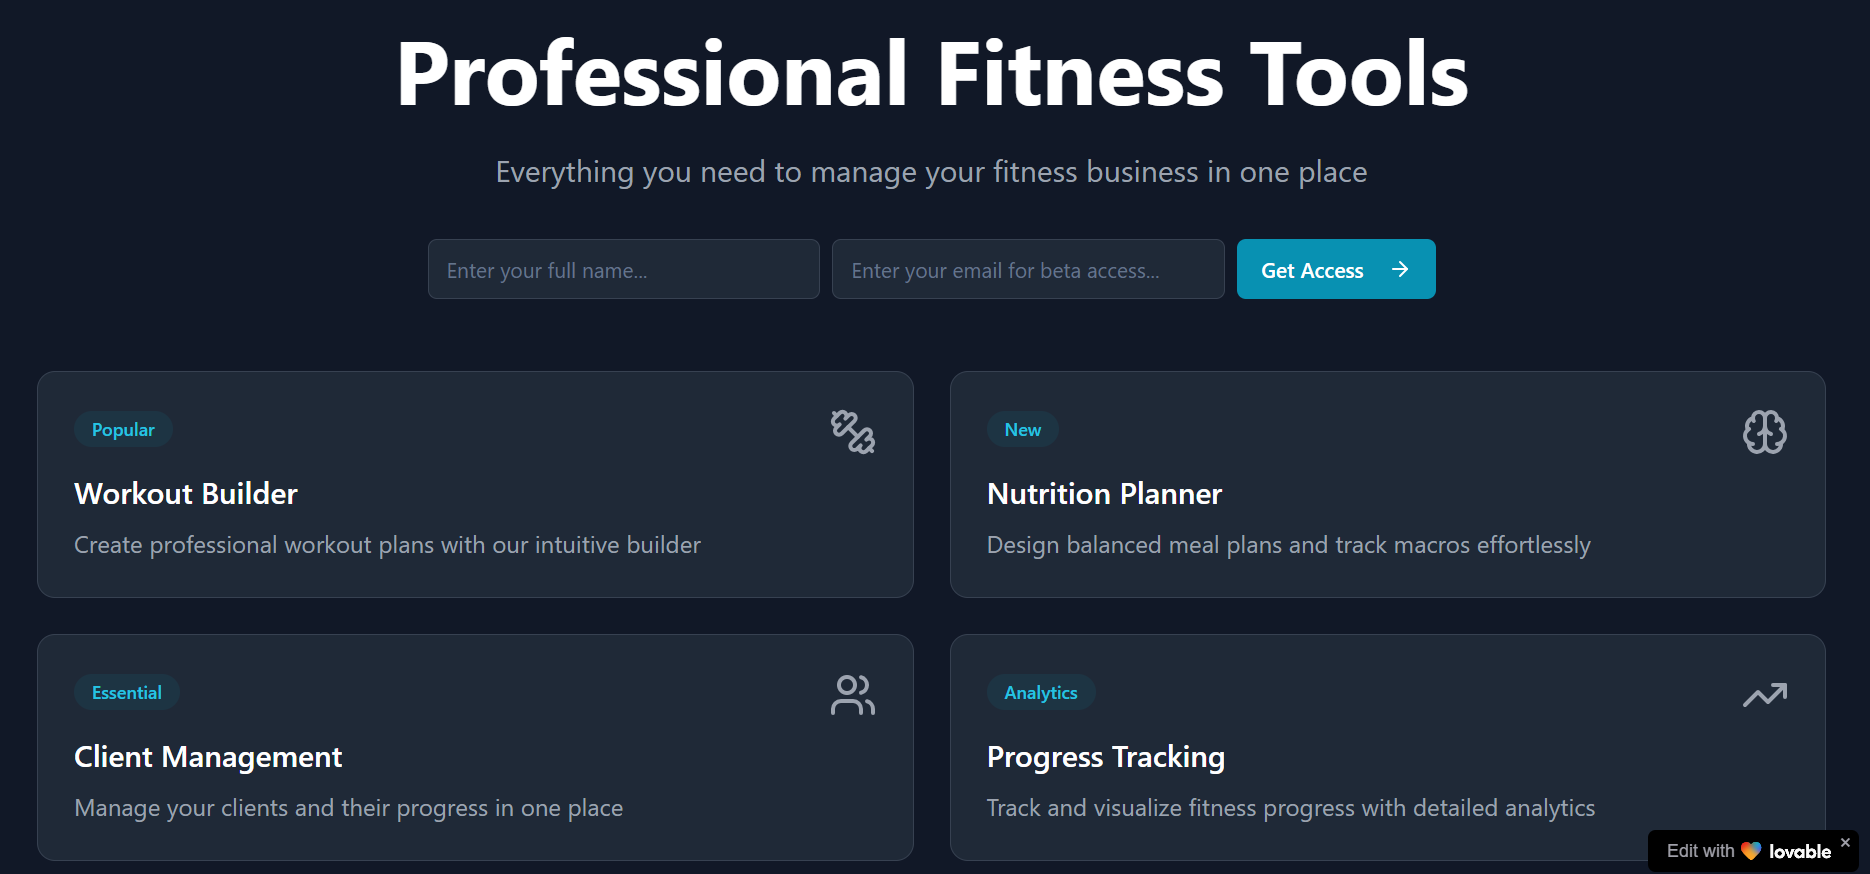 Professional Fitness Tools
Everything you need to manage your fitness business in one place
Enter your full name...
Enter your email for beta access...
Get Access
Popular
Workout Builder
Create professional workout plans with our intuitive builder
New
Nutrition Planner
Design balanced meal plans and track macros effortlessly
Essential
Client Management
Manage your clients and their progress in one place
Analytics
Progress Tracking
Track and visualize fitness progress with detailed analytics
Edit with lovable